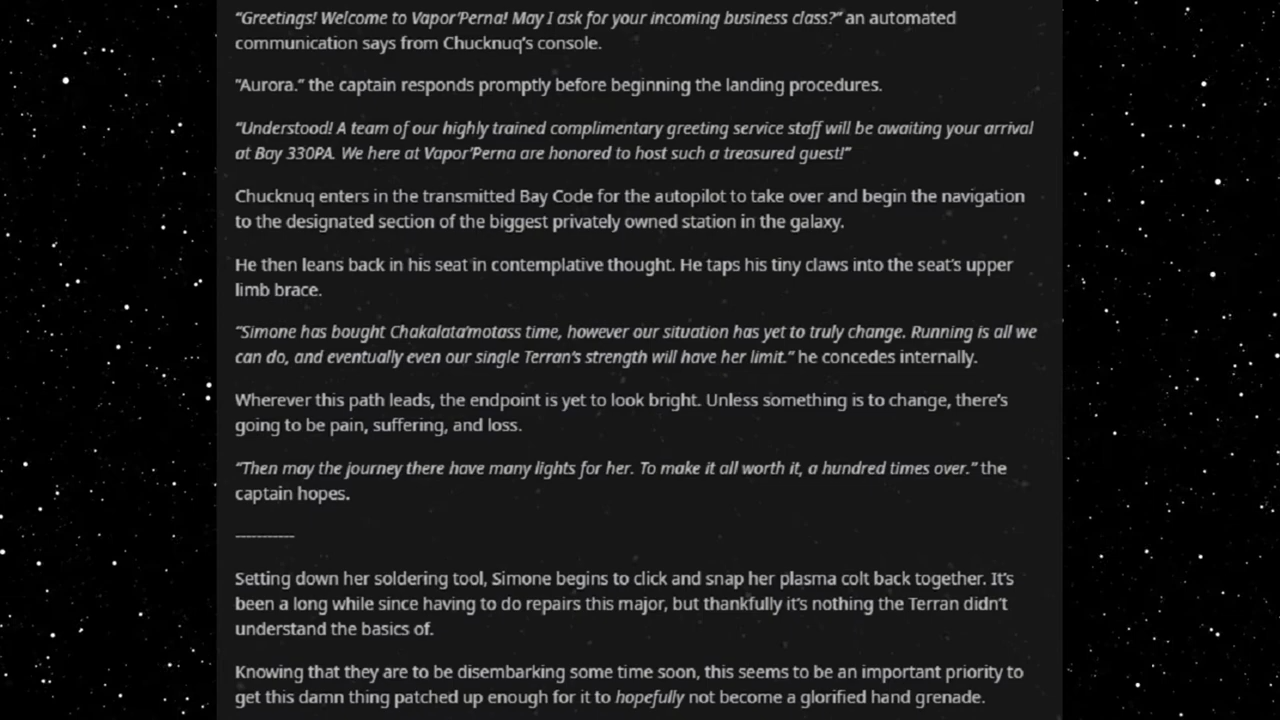 “Greetings! Welcome to Vapor’Perna! May I ask for your incoming business class?” an automated
communication says from Chucknuq’s console.
“Aurora.” the captain responds promptly before beginning the landing procedures.
“Understood! A team of our highly trained complimentary greeting service staff will be awaiting your arrival
at Bay 330PA. We here at Vapor’Perna are honored to host such a treasured guest!”
Chucknuq enters in the transmitted Bay Code for the autopilot to take over and begin the navigation
to the designated section of the biggest privately owned station in the galaxy.
He then leans back in his seat in contemplative thought. He taps his tiny claws into the seat’s upper
limb brace.
“Simone has bought Chakalata’motass time, however our situation has yet to truly change. Running is all we
can do, and eventually even our single Terran’s strength will have her limit.” he concedes internally.
Wherever this path leads, the endpoint is yet to look bright. Unless something is to change, there’s
going to be pain, suffering, and loss.
“Then may the journey there have many lights for her. To make it all worth it, a hundred times over.” the
captain hopes.
-----------
Setting down her soldering tool, Simone begins to click and snap her plasma colt back together. It’s
been a long while since having to do repairs this major, but thankfully it’s nothing the Terran didn’t
understand the basics of.
Knowing that they are to be disembarking some time soon, this seems to be an important priority to
get this damn thing patched up enough for it to hopefully not become a glorified hand grenade.